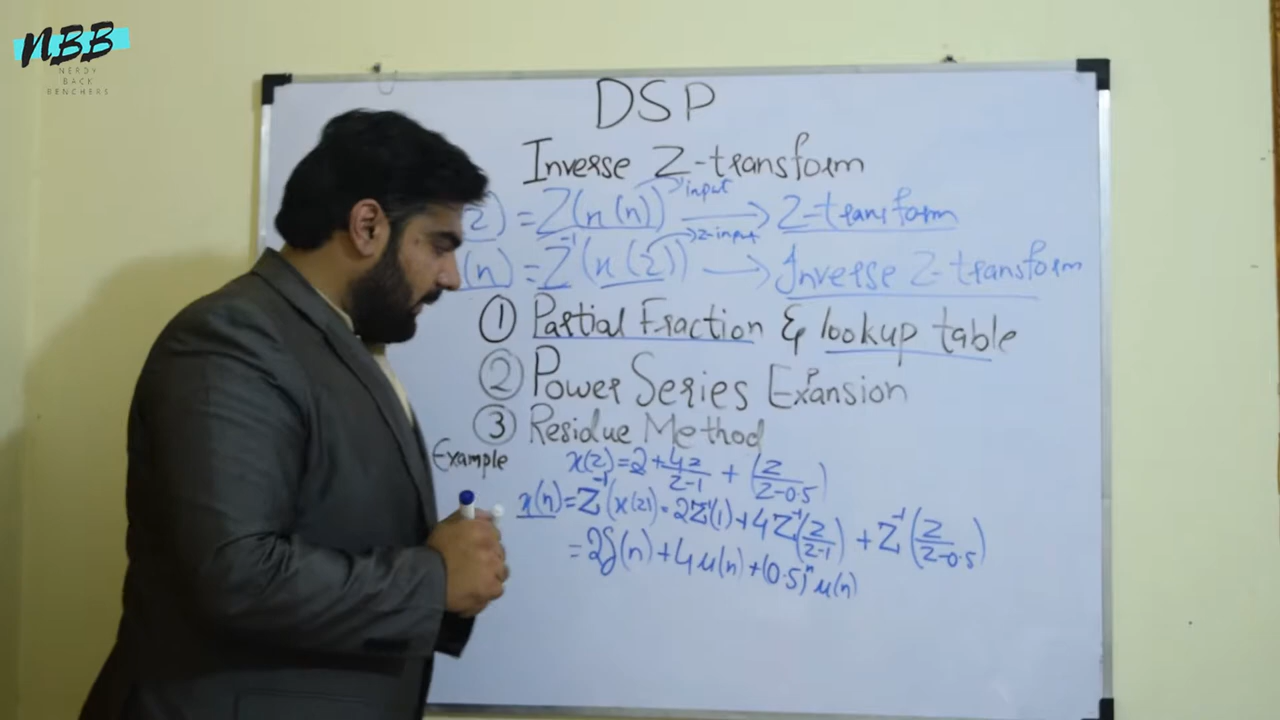 NBB
NERDY
BACK
BENCHERS
DSP
Inverse Z-transform
z) = Z(x(n)) → input → Z-transform
(n) = Z⁻¹(x(z)) → z-input → Inverse Z-transform
① Partial Fraction & lookup table
② Power Series Expansion
③ Residue Method
Example
x(z) = 2 + 4z/z-1 + (z/z-0.5)
x(n) = Z⁻¹(x(z)) = 2Z⁻¹(1) + 4Z⁻¹(z/z-1) + Z⁻¹(z/z-0.5)
= 2δ(n) + 4u(n) + (0.5)ⁿu(n)